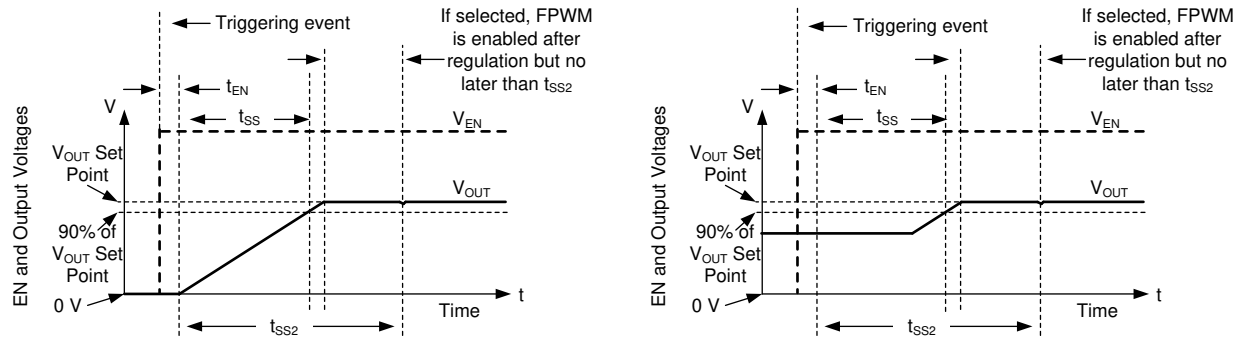 Triggering event
If selected, FPWM
is enabled after
regulation but no
later than tSS2
tEN
V
tSS
VEN
VOUT Set
Point
VOUT
90% of
VOUT Set
Point
0 V
t
Time
tSS2
EN and Output Voltages
Triggering event
If selected, FPWM
is enabled after
regulation but no
later than tSS2
tEN
V
tSS
VEN
VOUT Set
Point
VOUT
90% of
VOUT Set
Point
0 V
t
Time
tSS2
EN and Output Voltages